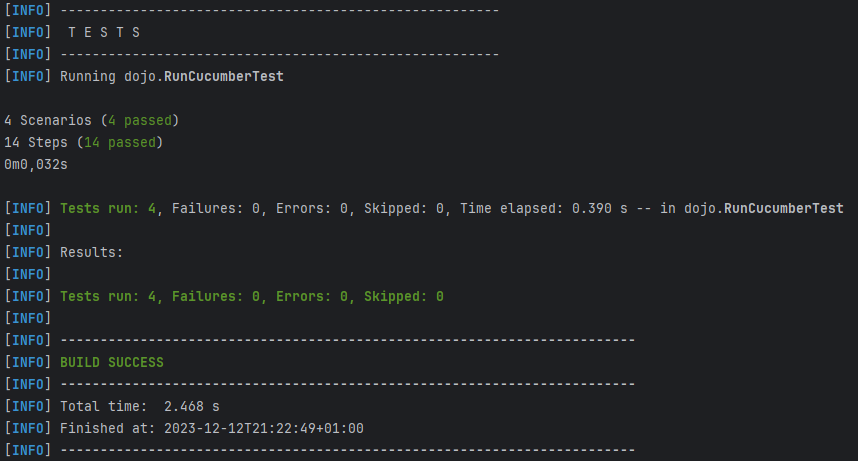 [INFO] -------------------------------------------------------
[INFO]  T E S T S
[INFO] -------------------------------------------------------
[INFO] Running dojo.RunCucumberTest

4 Scenarios (4 passed)
14 Steps (14 passed)
0m0,032s

[INFO] Tests run: 4, Failures: 0, Errors: 0, Skipped: 0, Time elapsed: 0.390 s -- in dojo.RunCucumberTest
[INFO]
[INFO] Results:
[INFO]
[INFO] Tests run: 4, Failures: 0, Errors: 0, Skipped: 0
[INFO]
[INFO] ------------------------------------------------------------------------
[INFO] BUILD SUCCESS
[INFO] ------------------------------------------------------------------------
[INFO] Total time:  2.468 s
[INFO] Finished at: 2023-12-12T21:22:49+01:00
[INFO] ------------------------------------------------------------------------